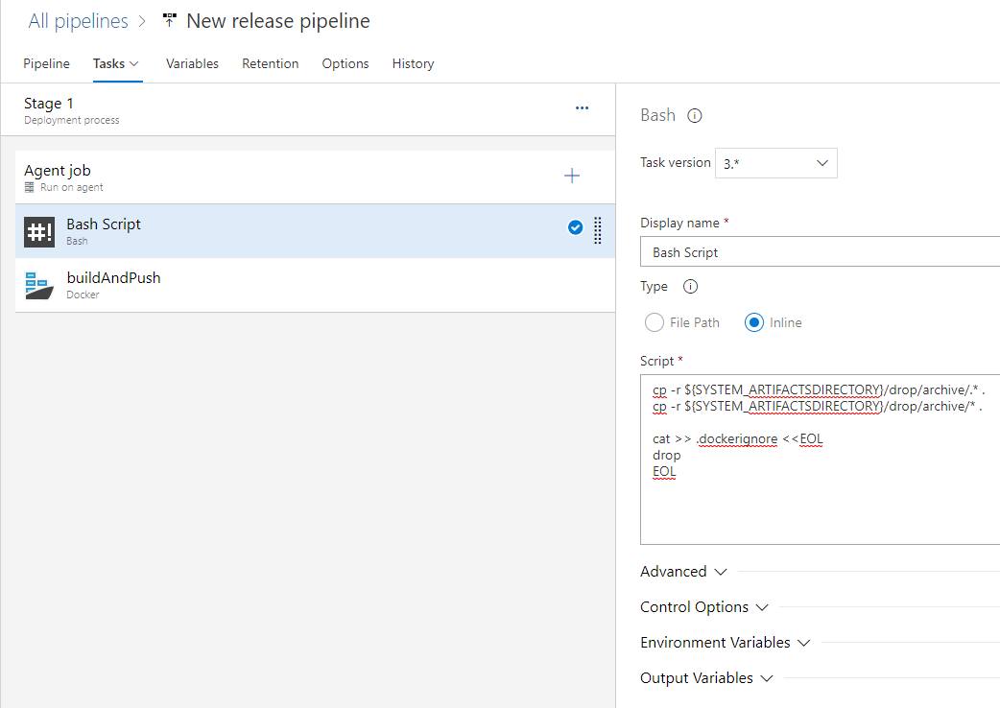 All pipelines > New release pipeline
Pipeline Tasks Variables Retention Options History
Stage 1
Deployment process
...
Agent job
Run on agent
#! Bash Script
Bash
buildAndPush
Docker
Bash
Task version 3.*
Display name *
Bash Script
Type
File Path Inline
Script *
cp -r ${SYSTEM_ARTIFACTSDIRECTORY}/drop/archive/.* .
cp -r ${SYSTEM_ARTIFACTSDIRECTORY}/drop/archive/* .
cat >> .dockerignore <<EOL
drop
EOL
Advanced
Control Options
Environment Variables
Output Variables